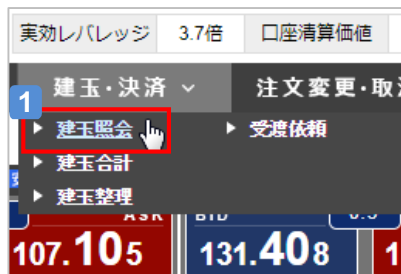 実効レバレッジ 3.7倍 口座清算価値
建玉・決済 注文変更・取
1
建玉照会 受渡依頼
建玉合計
建玉整理
ASK BID
107.105 131.408 1